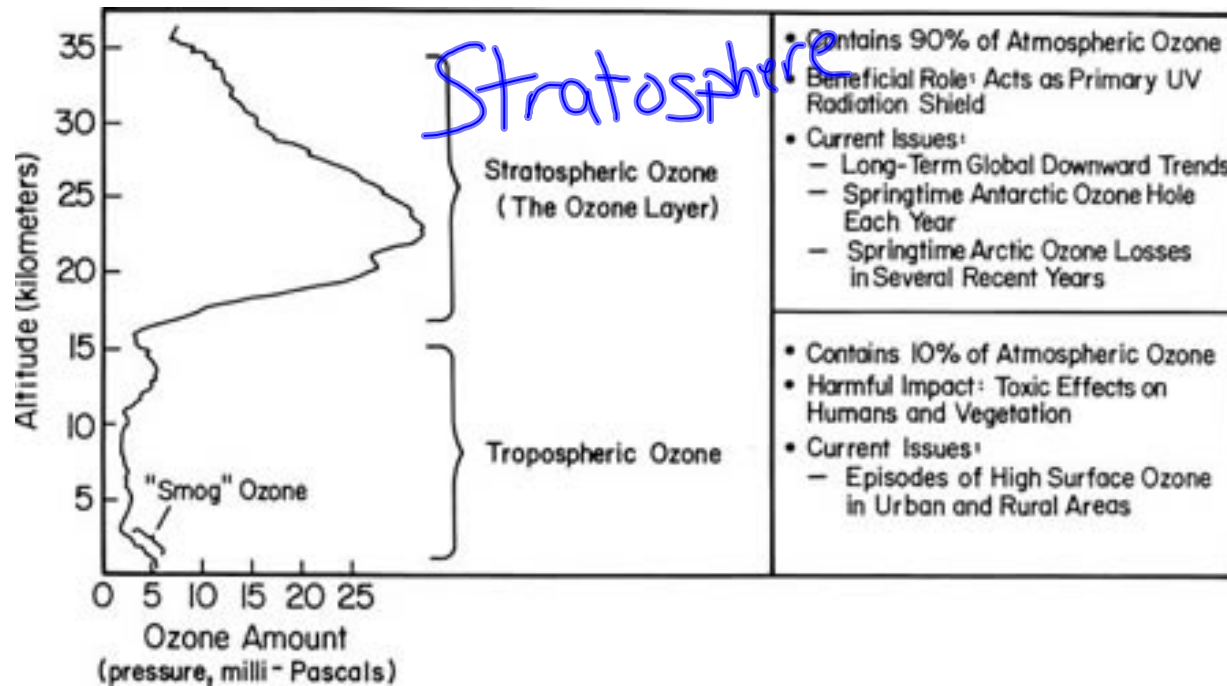 Altitude (kilometers)
35
30
25
20
15
10
5
"Smog" Ozone
0 5 10 15 20 25
Ozone Amount
(pressure, milli-Pascals)
Stratosphere
Stratospheric Ozone
(The Ozone Layer)
Tropospheric Ozone
• Contains 90% of Atmospheric Ozone
• Beneficial Role: Acts as Primary UV
Radiation Shield
• Current Issues:
— Long-Term Global Downward Trends
— Springtime Antarctic Ozone Hole
Each Year
— Springtime Arctic Ozone Losses
in Several Recent Years
• Contains 10% of Atmospheric Ozone
• Harmful Impact: Toxic Effects on
Humans and Vegetation
• Current Issues:
— Episodes of High Surface Ozone
in Urban and Rural Areas